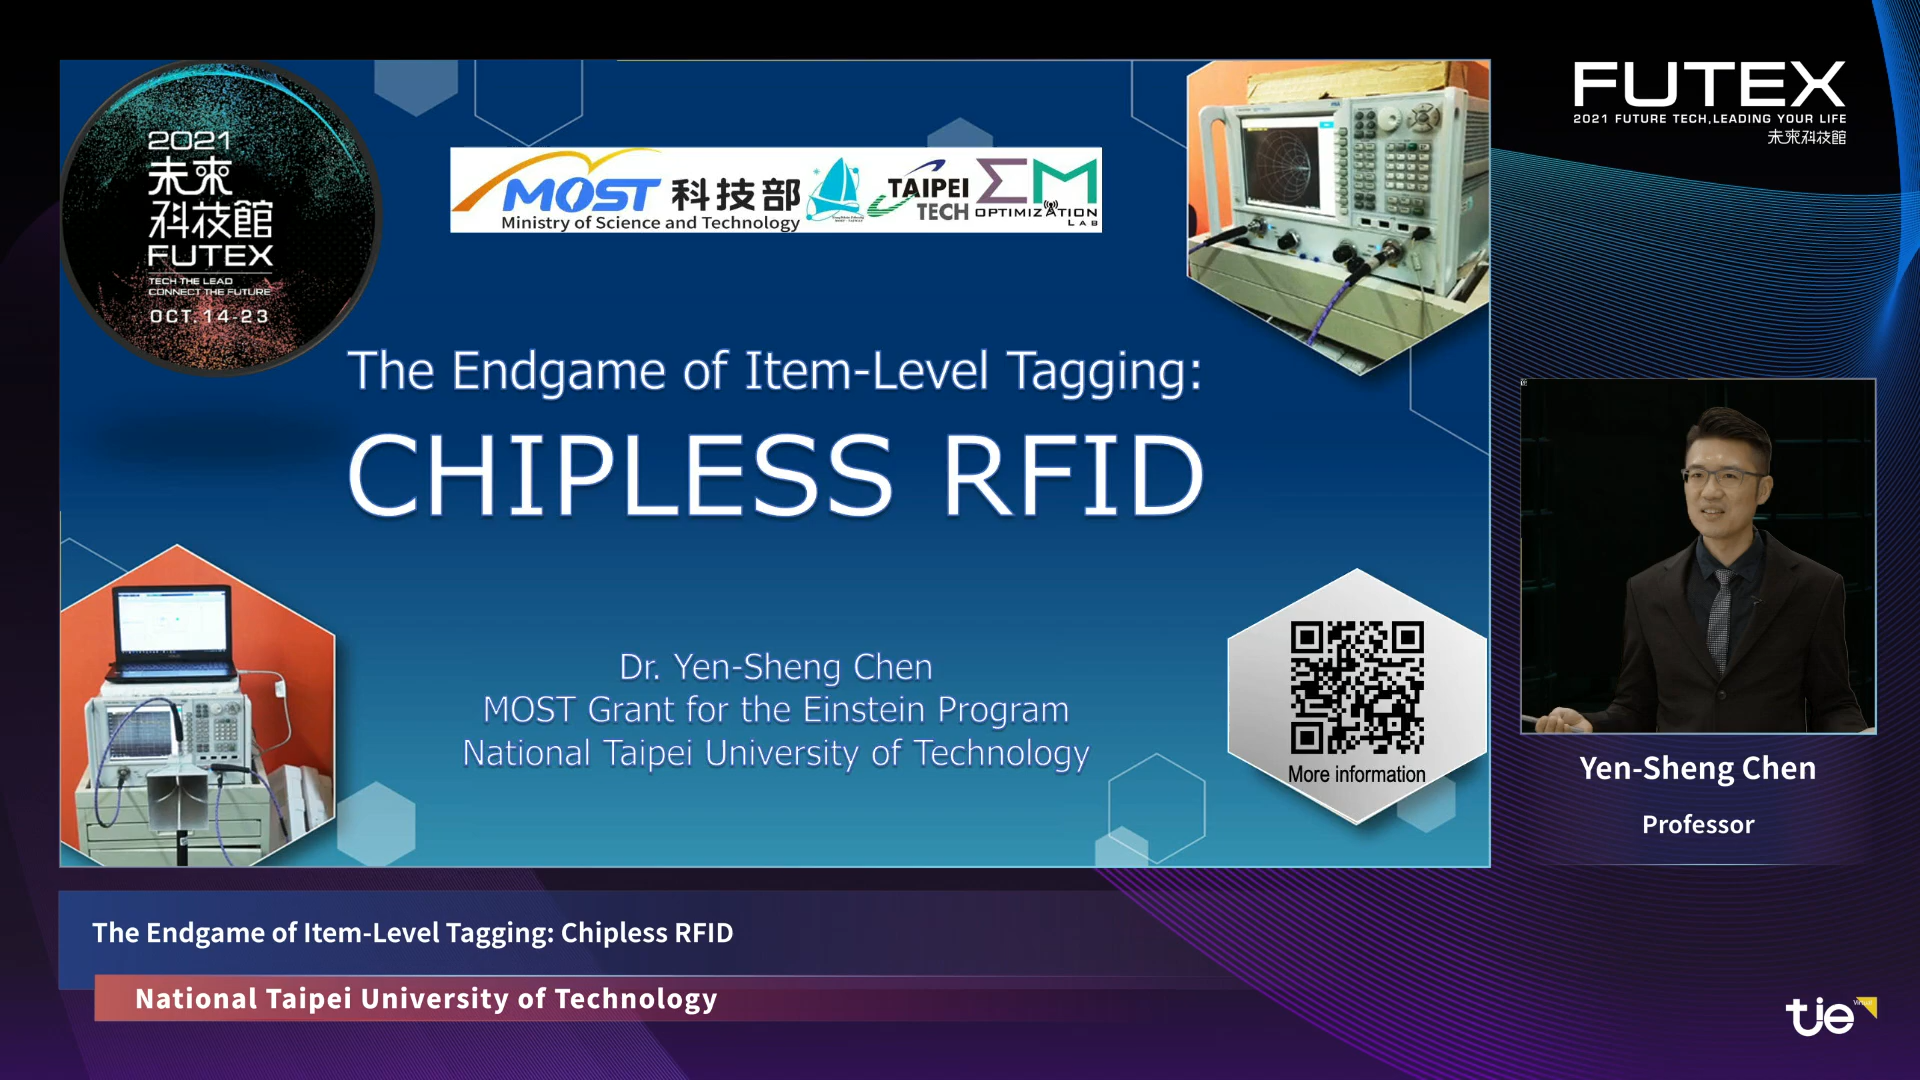 2021
未來
科技館
FUTEX
TECH THE LEAD
CONNECT THE FUTURE
OCT. 14-23
MOST 科技部
Ministry of Science and Technology
TAIPEI
TECH
ΣM
OPTIMIZATION
LAB
The Endgame of Item-Level Tagging:
CHIPLESS RFID
Dr. Yen-Sheng Chen
MOST Grant for the Einstein Program
National Taipei University of Technology
More information
FUTEX
2021 FUTURE TECH,LEADING YOUR LIFE
未來科技館
Yen-Sheng Chen
Professor
The Endgame of Item-Level Tagging: Chipless RFID
National Taipei University of Technology
tie
Virtual